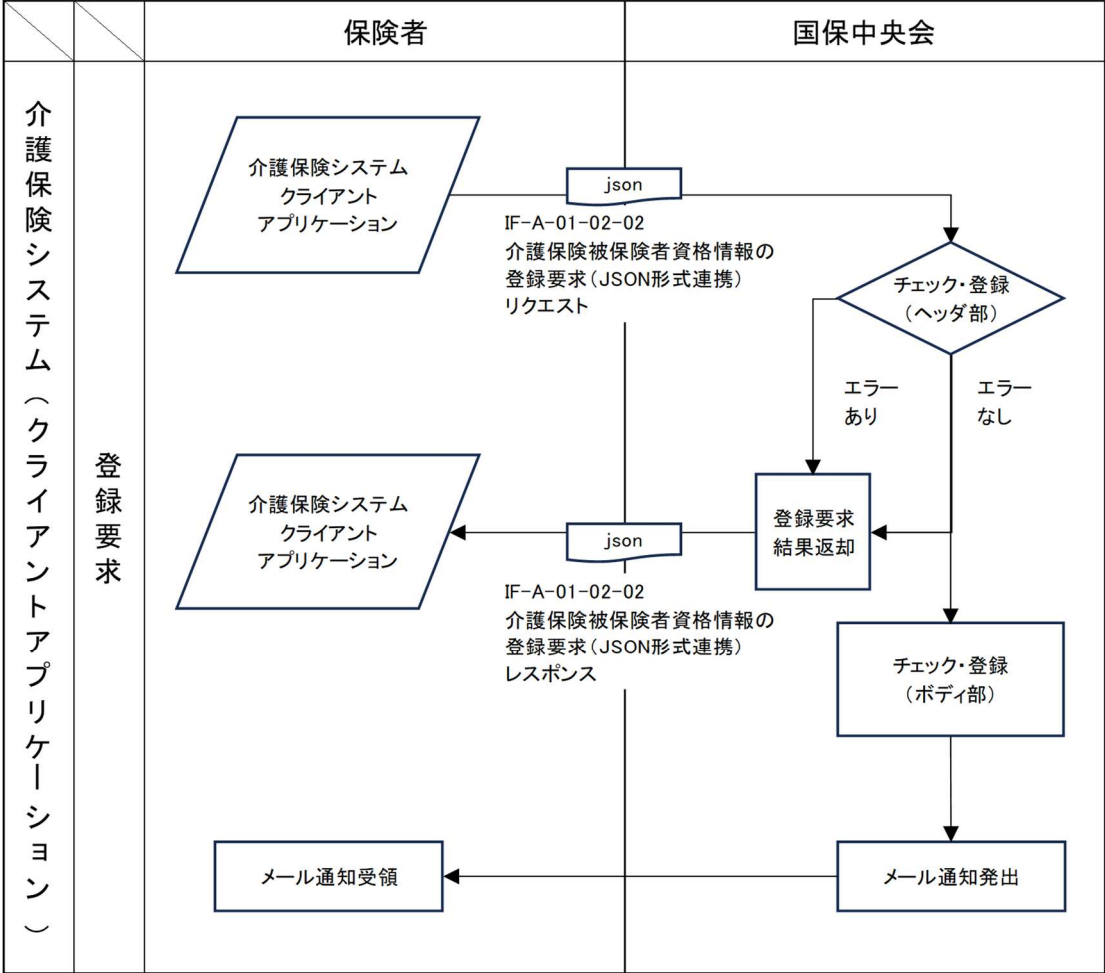 保険者
国保中央会
介護保険システム（クライアントアプリケーション）
登録要求
介護保険システム
クライアント
アプリケーション
json
IF-A-01-02-02
介護保険被保険者資格情報の
登録要求（JSON形式連携）
リクエスト
チェック・登録
（ヘッダ部）
エラー
あり
エラー
なし
介護保険システム
クライアント
アプリケーション
json
登録要求
結果返却
IF-A-01-02-02
介護保険被保険者資格情報の
登録要求（JSON形式連携）
レスポンス
チェック・登録
（ボディ部）
メール通知受領
メール通知発出